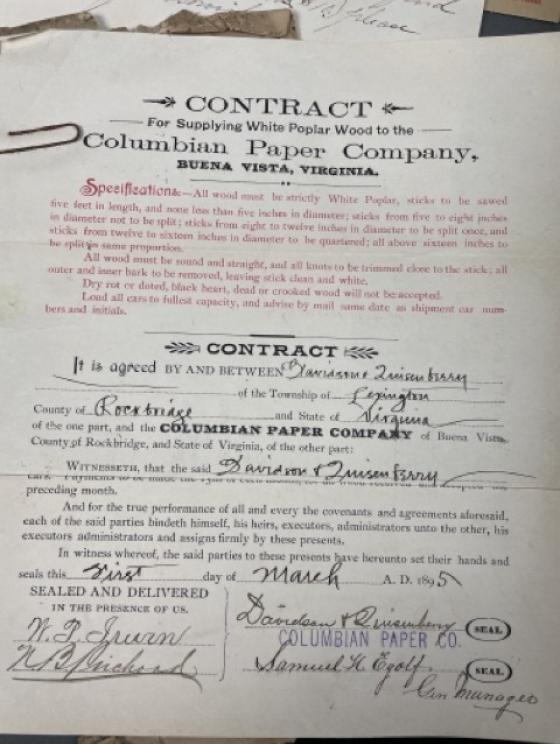 please
CONTRACT
For Supplying White Poplar Wood to the
Columbian Paper Company,
BUENA VISTA, VIRGINIA.
Specifications.—All wood must be strictly White Poplar, sticks to be sawed
five feet in length, and none less than five inches in diameter; sticks from five to eight inches
in diameter not to be split; sticks from eight to twelve inches in diameter to be split once, and
sticks from twelve to sixteen inches in diameter to be quartered; all above sixteen inches to
be split in same proportion.
All wood must be sound and straight, and all knots to be trimmed close to the stick; all
outer and inner bark to be removed, leaving stick clean and white.
Dry rot or doted, black heart, dead or crooked wood will not be accepted.
Load all cars to fullest capacity, and advise by mail same date as shipment car num-
bers and initials.
CONTRACT
It is agreed BY AND BETWEEN Davidson & Quisenberry
of the Township of Lexington
County of Rockbridge and State of Virginia
of the one part, and the COLUMBIAN PAPER COMPANY of Buena Vista,
County of Rockbridge, and State of Virginia, of the other part:
WITNESSETH, that the said Davidson & Quisenberry
preceding month.
And for the true performance of all and every the covenants and agreements aforesaid,
each of the said parties bindeth himself, his heirs, executors, administrators unto the other, his
executors administrators and assigns firmly by these presents.
In witness whereof, the said parties to these presents have hereunto set their hands and
seals this First day of March A. D. 1895
SEALED AND DELIVERED
IN THE PRESENCE OF US.
W. P. Irwin
Davidson & Quisenberry SEAL
COLUMBIAN PAPER CO.
Samuel H Egolf SEAL
Gen Manager